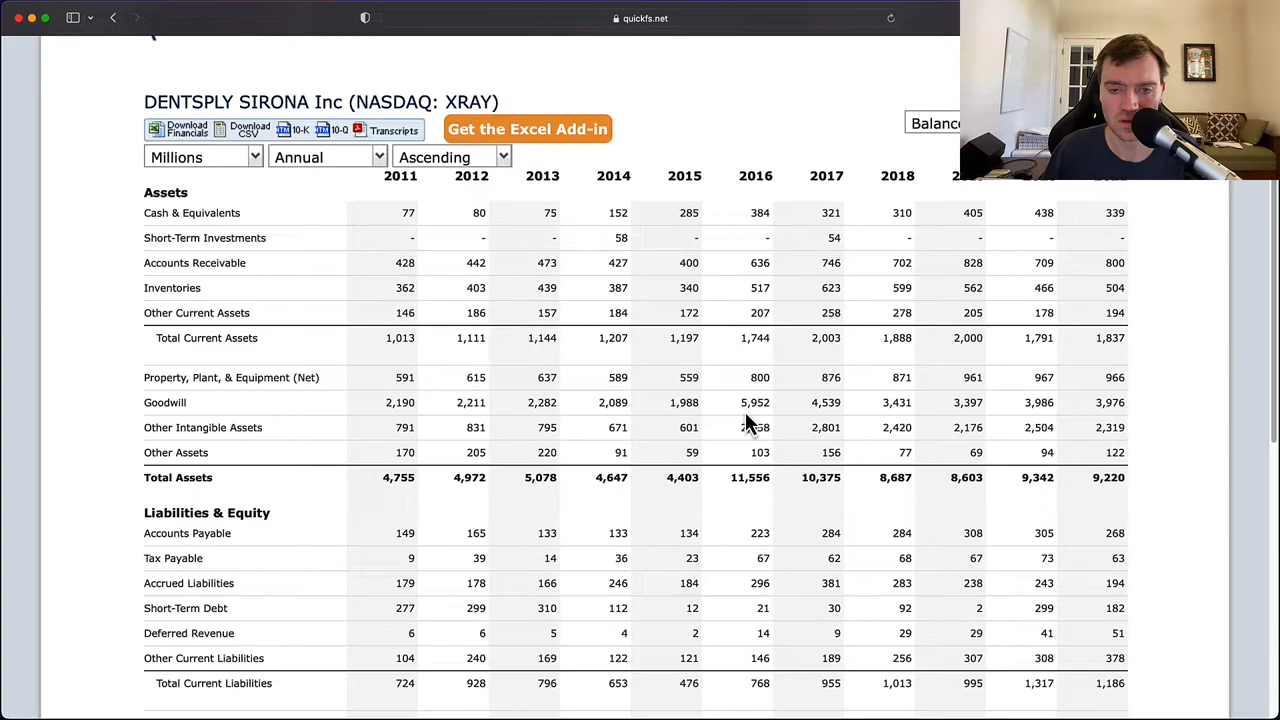 quickfs.net
DENTSPLY SIRONA Inc (NASDAQ: XRAY)
Download Financials Download CSV 10-K 10-Q Transcripts Get the Excel Add-in
Balanc
Millions Annual Ascending
2011 2012 2013 2014 2015 2016 2017 2018
Assets
Cash & Equivalents 77 80 75 152 285 384 321 310 405 438 339
Short-Term Investments - - - 58 - - 54 - - - -
Accounts Receivable 428 442 473 427 400 636 746 702 828 709 800
Inventories 362 403 439 387 340 517 623 599 562 466 504
Other Current Assets 146 186 157 184 172 207 258 278 205 178 194
Total Current Assets 1,013 1,111 1,144 1,207 1,197 1,744 2,003 1,888 2,000 1,791 1,837
Property, Plant, & Equipment (Net) 591 615 637 589 559 800 876 871 961 967 966
Goodwill 2,190 2,211 2,282 2,089 1,988 5,952 4,539 3,431 3,397 3,986 3,976
Other Intangible Assets 791 831 795 671 601 2,801 2,420 2,176 2,504 2,319
Other Assets 170 205 220 91 59 103 156 77 69 94 122
Total Assets 4,755 4,972 5,078 4,647 4,403 11,556 10,375 8,687 8,603 9,342 9,220
Liabilities & Equity
Accounts Payable 149 165 133 133 134 223 284 284 308 305 268
Tax Payable 9 39 14 36 23 67 62 68 67 73 63
Accrued Liabilities 179 178 166 246 184 296 381 283 238 243 194
Short-Term Debt 277 299 310 112 12 21 30 92 2 299 182
Deferred Revenue 6 6 5 4 2 14 9 29 29 41 51
Other Current Liabilities 104 240 169 122 121 146 189 256 307 308 378
Total Current Liabilities 724 928 796 653 476 768 955 1,013 995 1,317 1,186